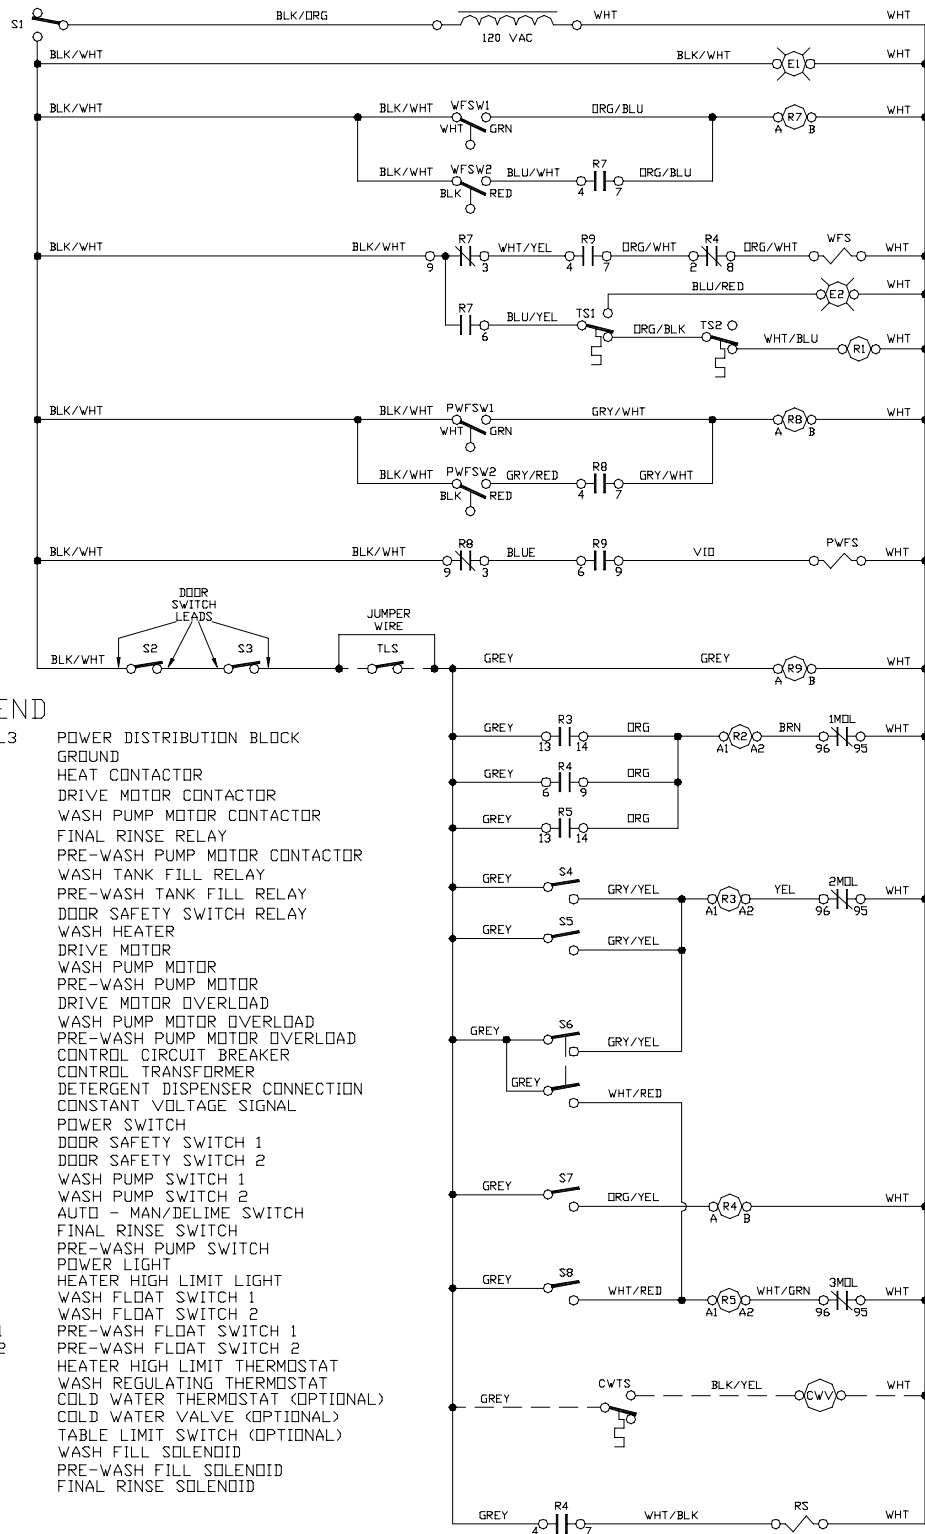 S1 BLK/ORG WHT WHT
120 VAC
BLK/WHT BLK/WHT E1 WHT
BLK/WHT BLK/WHT WFSW1 ORG/BLU R7 WHT
WHT GRN A B
BLK/WHT WFSW2 BLU/WHT R7 ORG/BLU
BLK RED 4 7
BLK/WHT BLK/WHT R7 WHT/YEL R9 ORG/WHT R4 ORG/WHT WFS WHT
9 3 4 7 2 8
BLU/RED E2 WHT
R7 BLU/YEL TS1 ORG/BLK TS2 WHT/BLU R1 WHT
6
BLK/WHT BLK/WHT PWFSW1 GRY/WHT R8 WHT
WHT GRN A B
BLK/WHT PWFSW2 GRY/RED R8 GRY/WHT
BLK RED 4 7
BLK/WHT BLK/WHT R8 BLUE R9 VIO PWFS WHT
9 3 6 9
DOOR
SWITCH
LEADS
JUMPER
WIRE
BLK/WHT S2 S3 TLS GREY GREY R9 WHT
A B
END
L3 POWER DISTRIBUTION BLOCK
GROUND
HEAT CONTACTOR
DRIVE MOTOR CONTACTOR
WASH PUMP MOTOR CONTACTOR
FINAL RINSE RELAY
PRE-WASH PUMP MOTOR CONTACTOR
WASH TANK FILL RELAY
PRE-WASH TANK FILL RELAY
DOOR SAFETY SWITCH RELAY
WASH HEATER
DRIVE MOTOR
WASH PUMP MOTOR
PRE-WASH PUMP MOTOR
DRIVE MOTOR OVERLOAD
WASH PUMP MOTOR OVERLOAD
PRE-WASH PUMP MOTOR OVERLOAD
CONTROL CIRCUIT BREAKER
CONTROL TRANSFORMER
DETERGENT DISPENSER CONNECTION
CONSTANT VOLTAGE SIGNAL
POWER SWITCH
DOOR SAFETY SWITCH 1
DOOR SAFETY SWITCH 2
WASH PUMP SWITCH 1
WASH PUMP SWITCH 2
AUTO - MAN/DELIME SWITCH
FINAL RINSE SWITCH
PRE-WASH PUMP SWITCH
POWER LIGHT
HEATER HIGH LIMIT LIGHT
WASH FLOAT SWITCH 1
WASH FLOAT SWITCH 2
1 PRE-WASH FLOAT SWITCH 1
2 PRE-WASH FLOAT SWITCH 2
HEATER HIGH LIMIT THERMOSTAT
WASH REGULATING THERMOSTAT
COLD WATER THERMOSTAT (OPTIONAL)
COLD WATER VALVE (OPTIONAL)
TABLE LIMIT SWITCH (OPTIONAL)
WASH FILL SOLENOID
PRE-WASH FILL SOLENOID
FINAL RINSE SOLENOID
GREY R3 ORG R2 BRN 1MOL WHT
13 14 A1 A2 96 95
GREY R4 ORG
6 9
GREY R5 ORG
13 14
GREY S4 GRY/YEL R3 YEL 2MOL WHT
A1 A2 96 95
GREY S5 GRY/YEL
GREY S6 GRY/YEL
GREY WHT/RED
GREY S7 ORG/YEL R4 WHT
A B
GREY S8 WHT/RED R5 WHT/GRN 3MOL WHT
A1 A2 96 95
GREY CWTS BLK/YEL CWV WHT
GREY R4 WHT/BLK RS WHT
4 7